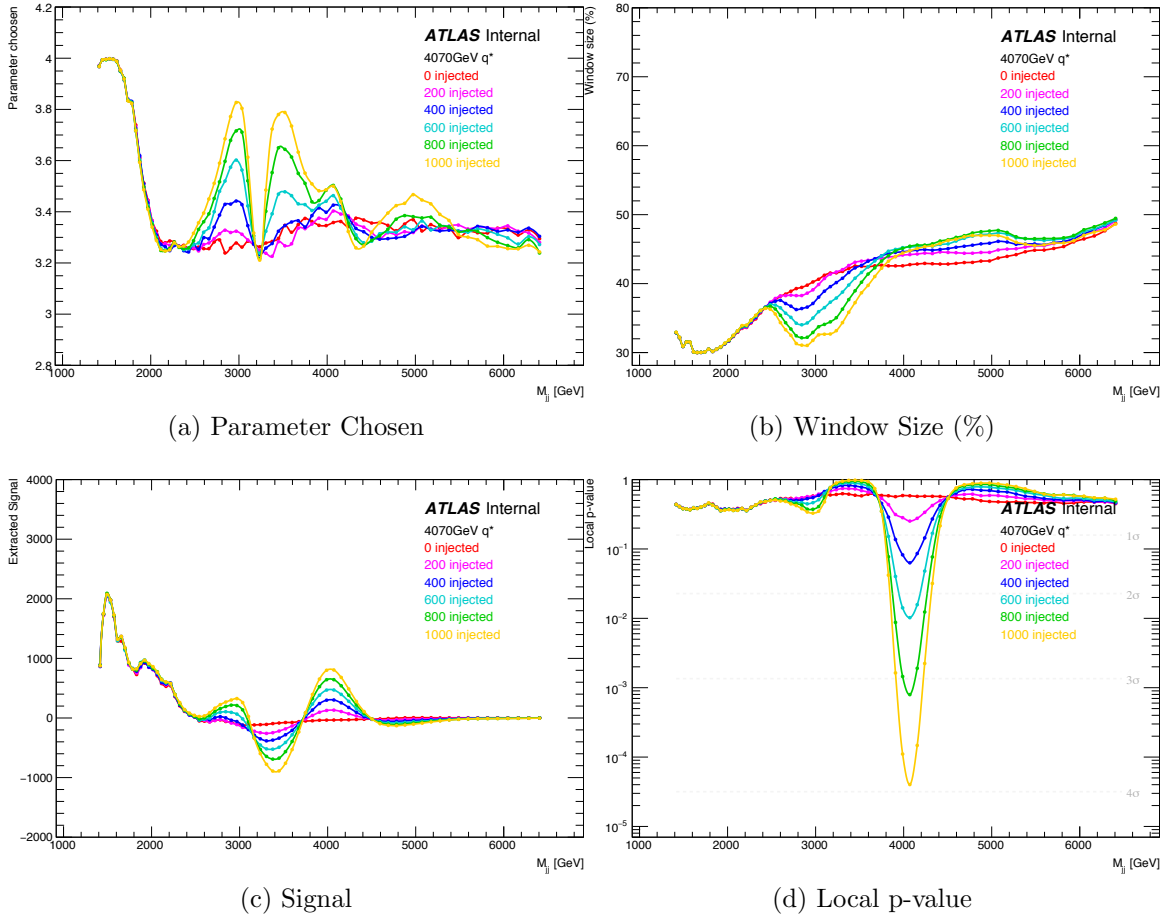 4.2
4
3.8
3.6
3.4
3.2
3
2.8
Parameter choosen
1000 2000 3000 4000 5000 6000
M_jj [GeV]
ATLAS Internal
4070GeV q*
0 injected
200 injected
400 injected
600 injected
800 injected
1000 injected
(a) Parameter Chosen
80
70
60
50
40
30
Window size (%)
1000 2000 3000 4000 5000 6000
M_jj [GeV]
ATLAS Internal
4070GeV q*
0 injected
200 injected
400 injected
600 injected
800 injected
1000 injected
(b) Window Size (%)
4000
3000
2000
1000
0
−1000
−2000
Extracted Signal
1000 2000 3000 4000 5000 6000
M_jj [GeV]
ATLAS Internal
4070GeV q*
0 injected
200 injected
400 injected
600 injected
800 injected
1000 injected
(c) Signal
1
10⁻¹
10⁻²
10⁻³
10⁻⁴
10⁻⁵
Local p-value
1000 2000 3000 4000 5000 6000
M_jj [GeV]
ATLAS Internal
4070GeV q*
0 injected
200 injected
400 injected
600 injected
800 injected
1000 injected
1σ
2σ
3σ
4σ
(d) Local p-value